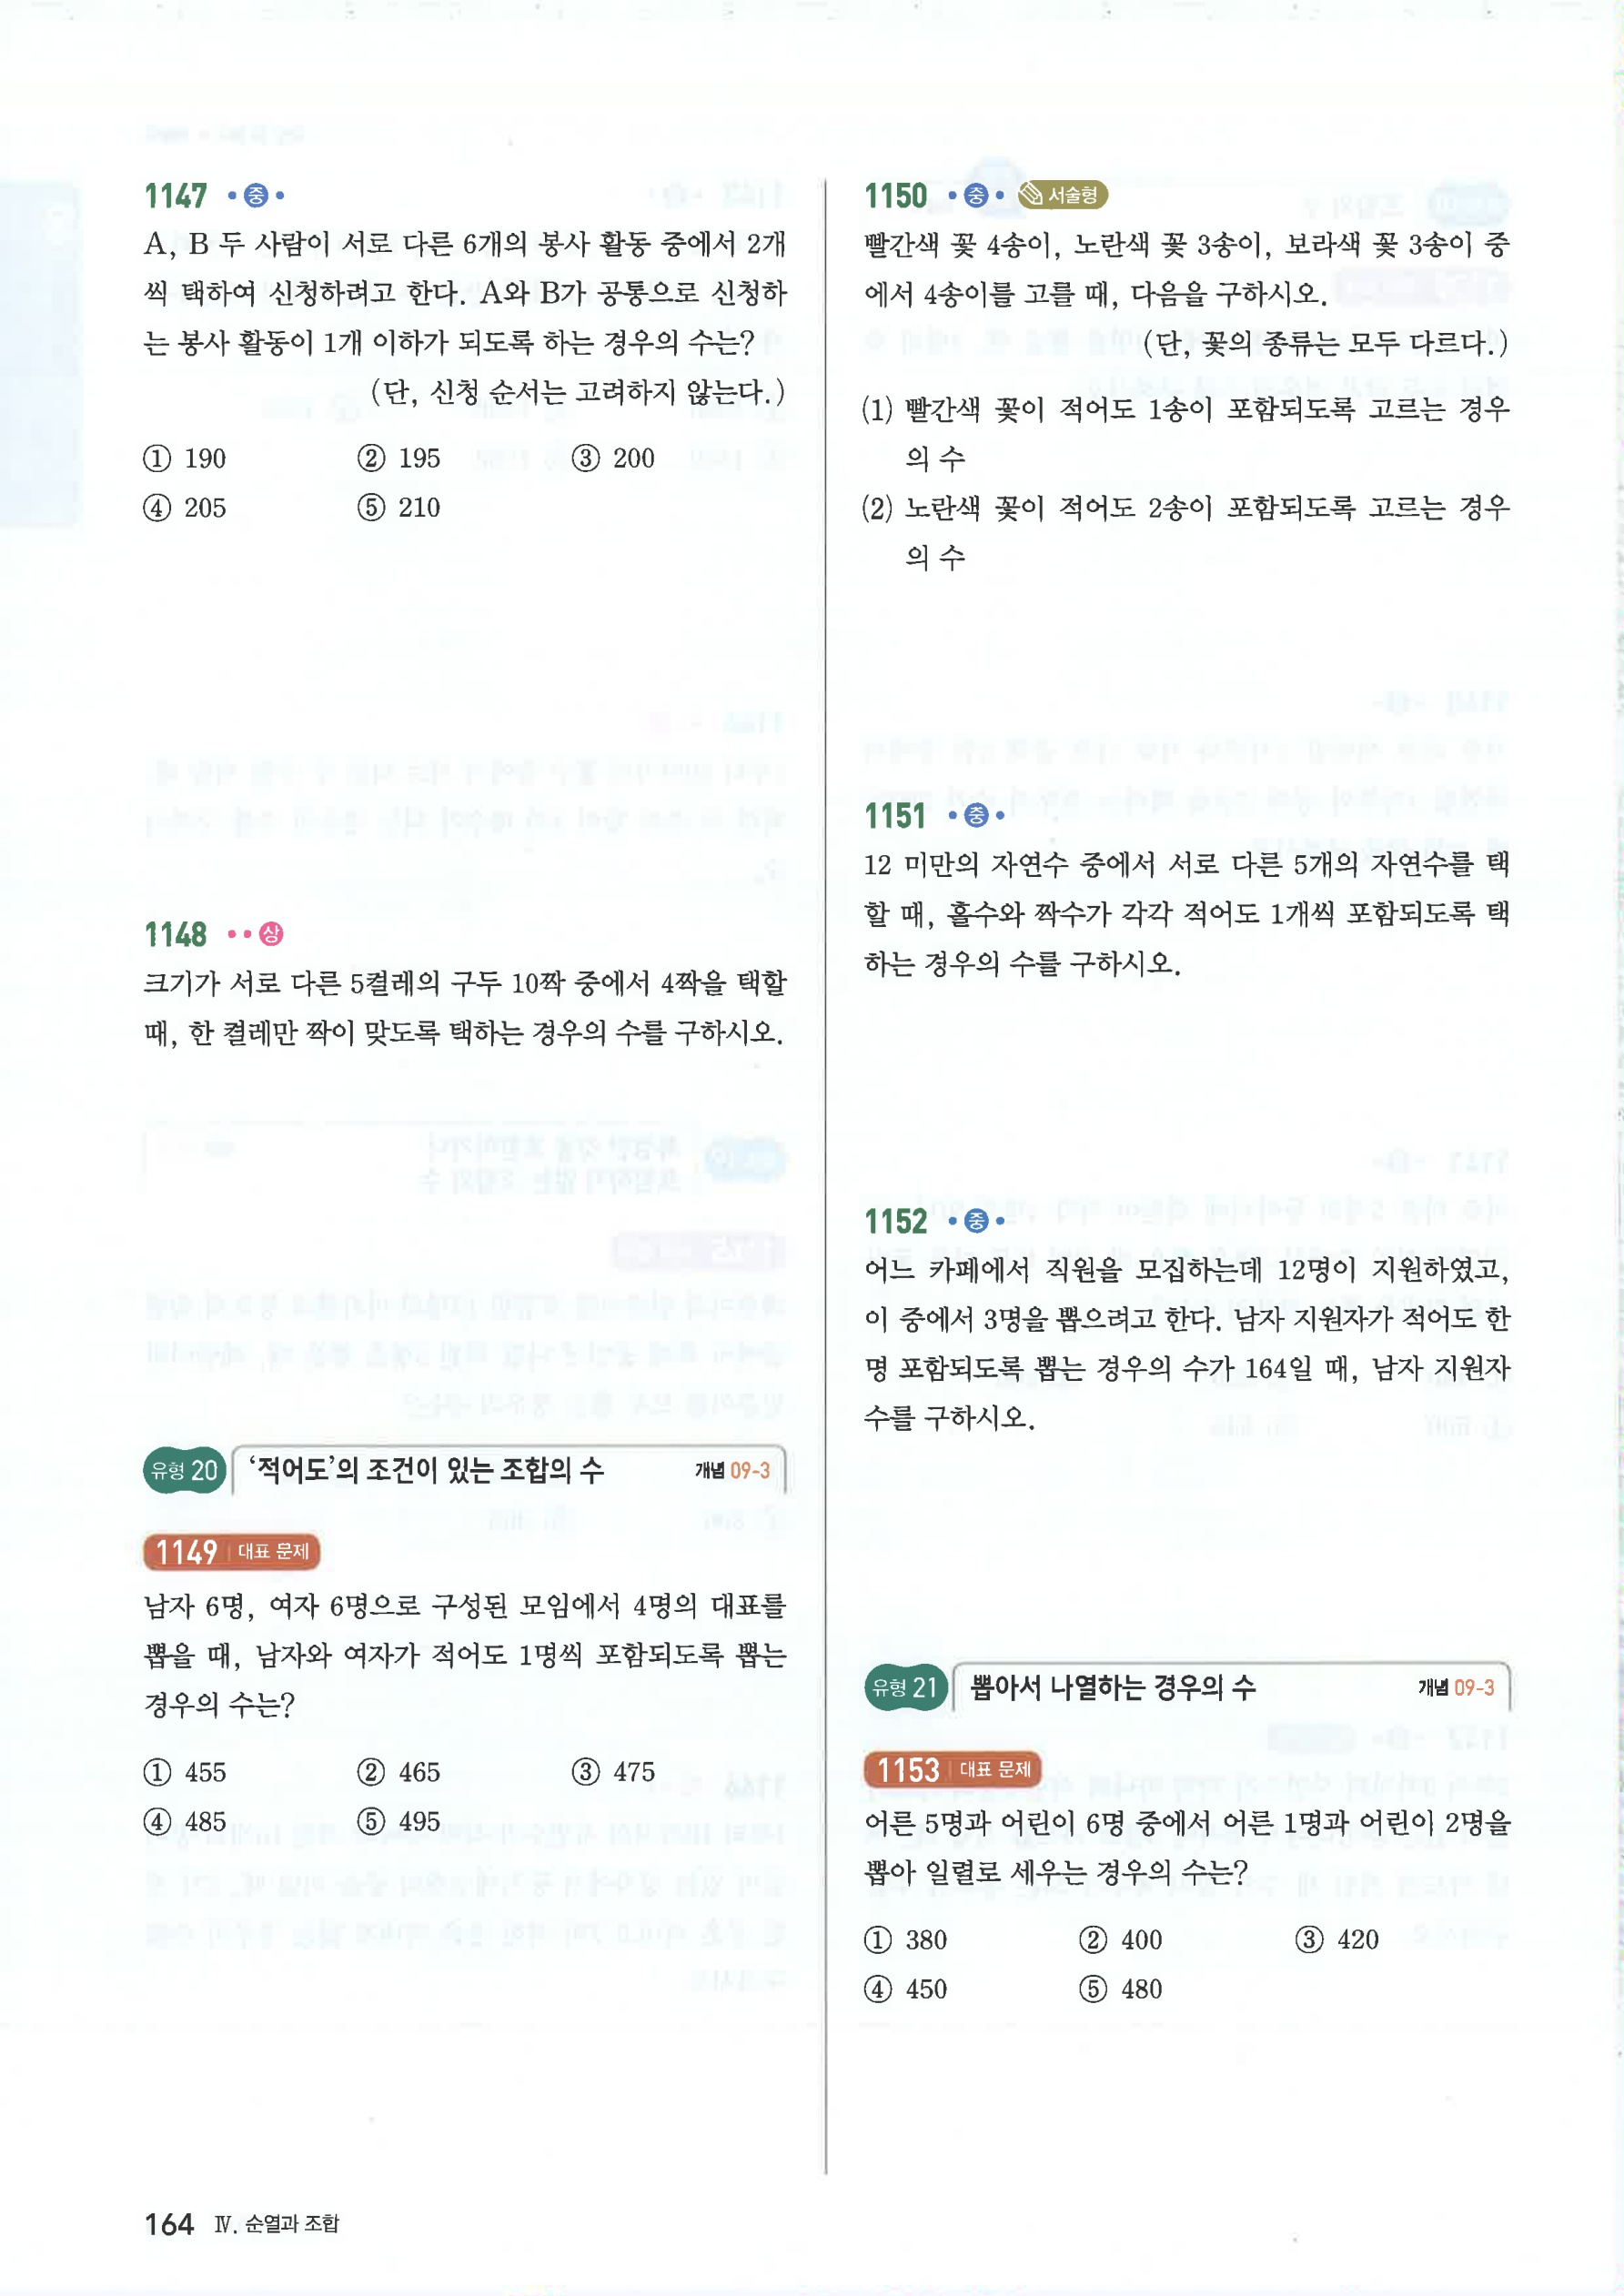 1147 중
A, B 두 사람이 서로 다른 6개의 봉사 활동 중에서 2개
씩 택하여 신청하려고 한다. A와 B가 공통으로 신청하
는 봉사 활동이 1개 이하가 되도록 하는 경우의 수는?
(단, 신청 순서는 고려하지 않는다.)
① 190 ② 195 ③ 200
④ 205 ⑤ 210
1148 상
크기가 서로 다른 5켤레의 구두 10짝 중에서 4짝을 택할
때, 한 켤레만 짝이 맞도록 택하는 경우의 수를 구하시오.
유형 20 '적어도'의 조건이 있는 조합의 수 개념 09-3
1149 대표 문제
남자 6명, 여자 6명으로 구성된 모임에서 4명의 대표를
뽑을 때, 남자와 여자가 적어도 1명씩 포함되도록 뽑는
경우의 수는?
① 455 ② 465 ③ 475
④ 485 ⑤ 495
1150 중 서술형
빨간색 꽃 4송이, 노란색 꽃 3송이, 보라색 꽃 3송이 중
에서 4송이를 고를 때, 다음을 구하시오.
(단, 꽃의 종류는 모두 다르다.)
(1) 빨간색 꽃이 적어도 1송이 포함되도록 고르는 경우
의 수
(2) 노란색 꽃이 적어도 2송이 포함되도록 고르는 경우
의 수
1151 중
12 미만의 자연수 중에서 서로 다른 5개의 자연수를 택
할 때, 홀수와 짝수가 각각 적어도 1개씩 포함되도록 택
하는 경우의 수를 구하시오.
1152 중
어느 카페에서 직원을 모집하는데 12명이 지원하였고,
이 중에서 3명을 뽑으려고 한다. 남자 지원자가 적어도 한
명 포함되도록 뽑는 경우의 수가 164일 때, 남자 지원자
수를 구하시오.
유형 21 뽑아서 나열하는 경우의 수 개념 09-3
1153 대표 문제
어른 5명과 어린이 6명 중에서 어른 1명과 어린이 2명을
뽑아 일렬로 세우는 경우의 수는?
① 380 ② 400 ③ 420
④ 450 ⑤ 480
164 Ⅳ. 순열과 조합